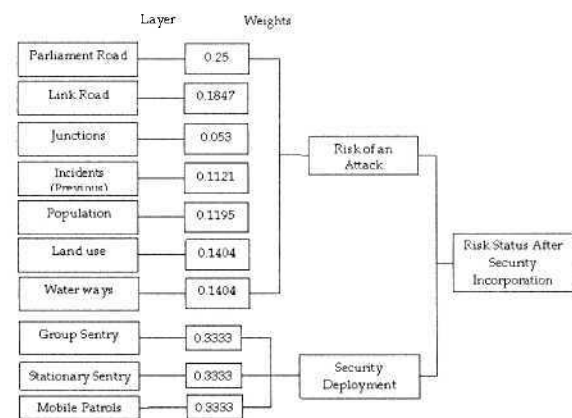 Layer Weights
Parliament Road 0.25
Link Road 0.1847
Junctions 0.053
Incidents
(Previous) 0.1121
Population 0.1195
Land use 0.1404
Water ways 0.1404
Risk of an
Attack
Risk Status After
Security
Incorporation
Group Sentry 0.3333
Stationary Sentry 0.3333
Mobile Patrols 0.3333
Security
Deployment